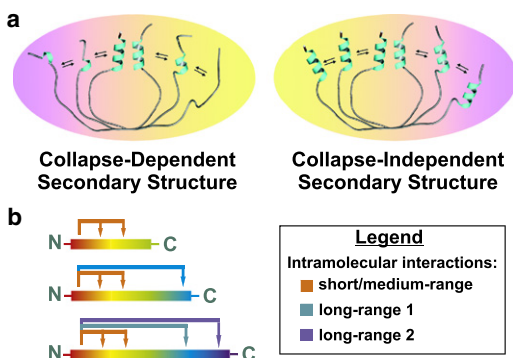 a
Collapse-Dependent
Secondary Structure
Collapse-Independent
Secondary Structure
b
N C
N C
N C
Legend
Intramolecular interactions:
short/medium-range
long-range 1
long-range 2